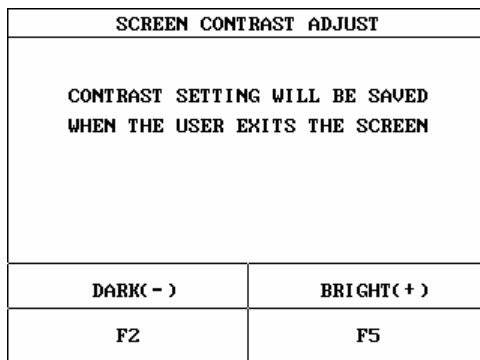 SCREEN CONTRAST ADJUST
CONTRAST SETTING WILL BE SAVED
WHEN THE USER EXITS THE SCREEN
DARK(-) BRIGHT(+)
F2 F5